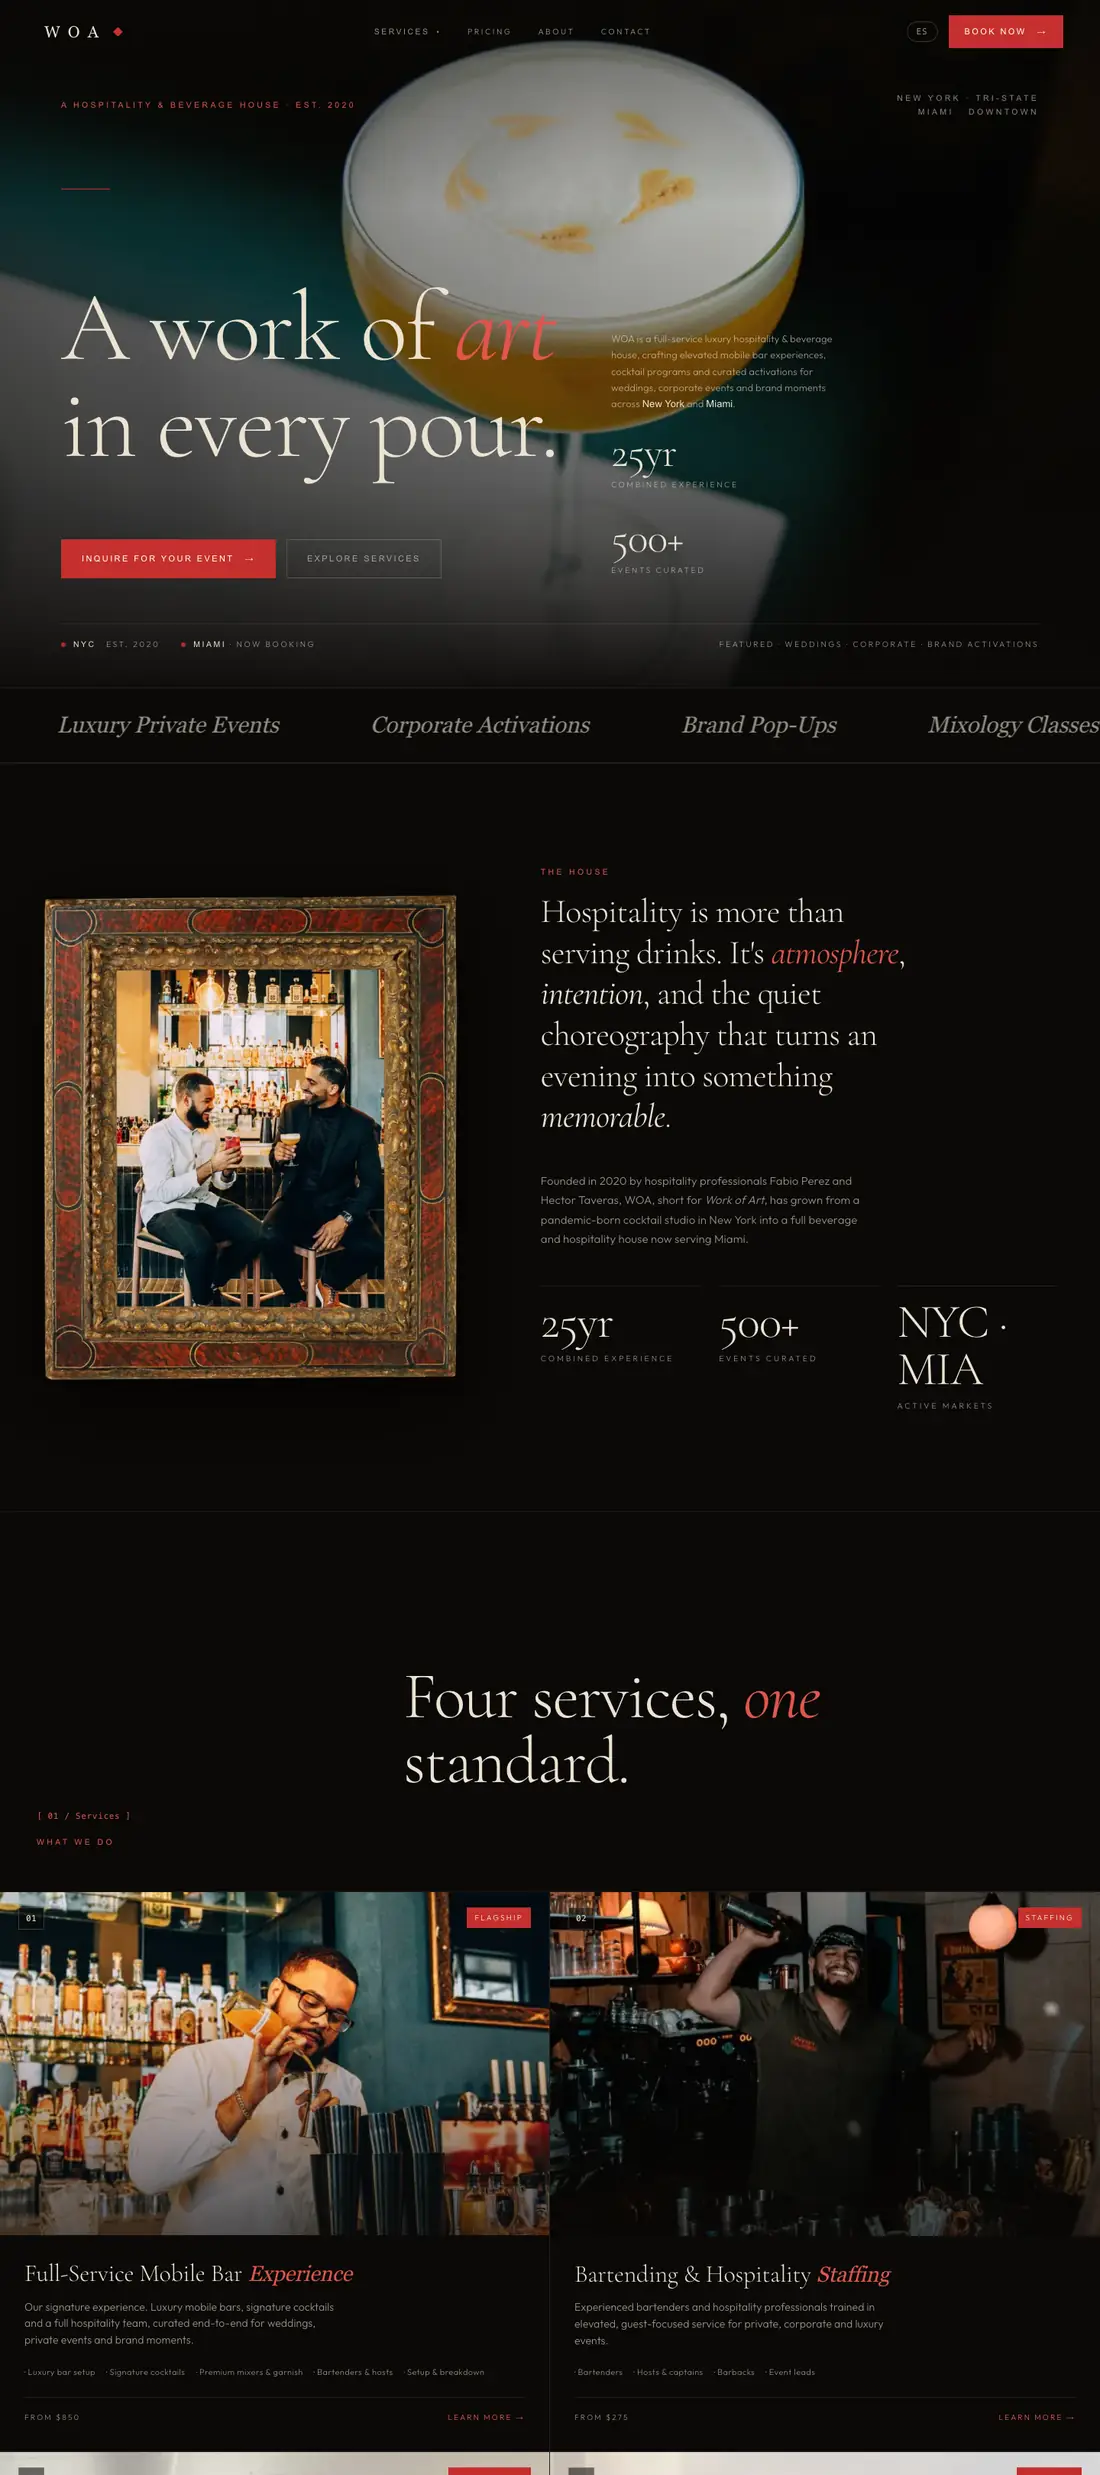 WOA
SERVICES
PRICING
ABOUT
CONTACT
ES
BOOK NOW →
A HOSPITALITY & BEVERAGE HOUSE · EST. 2020
NEW YORK · TRI-STATE
MIAMI · DOWNTOWN
A work of art
in every pour.
WOA is a full-service luxury hospitality & beverage
house, crafting elevated mobile bar experiences,
cocktail programs and curated activations for
weddings, corporate events and brand moments
across New York and Miami.
25yr
COMBINED EXPERIENCE
500+
EVENTS CURATED
INQUIRE FOR YOUR EVENT →
EXPLORE SERVICES
NYC EST. 2020
MIAMI · NOW BOOKING
FEATURED · WEDDINGS · CORPORATE · BRAND ACTIVATIONS
Luxury Private Events
Corporate Activations
Brand Pop-Ups
Mixology Classes
THE HOUSE
Hospitality is more than
serving drinks. It's atmosphere,
intention, and the quiet
choreography that turns an
evening into something
memorable.
Founded in 2020 by hospitality professionals Fabio Perez and
Hector Taveras, WOA, short for Work of Art, has grown from a
pandemic-born cocktail studio in New York into a full beverage
and hospitality house now serving Miami.
25yr
COMBINED EXPERIENCE
500+
EVENTS CURATED
NYC ·
MIA
ACTIVE MARKETS
Four services, one
standard.
[ 01 / Services ]
WHAT WE DO
01
FLAGSHIP
Full-Service Mobile Bar Experience
Our signature experience. Luxury mobile bars, signature cocktails
and a full hospitality team, curated end-to-end for weddings,
private events and brand moments.
· Luxury bar setup · Signature cocktails · Premium mixers & garnish · Bartenders & hosts · Setup & breakdown
FROM $850
LEARN MORE →
02
STAFFING
Bartending & Hospitality Staffing
Experienced bartenders and hospitality professionals trained in
elevated, guest-focused service for private, corporate and luxury
events.
· Bartenders · Hosts & captains · Barbacks · Event leads
FROM $275
LEARN MORE →